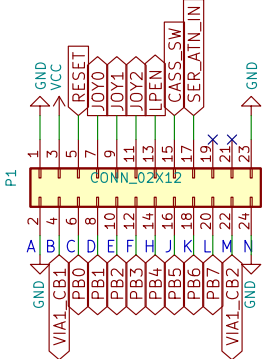 GND
VCC
RESET
JOY0
JOY1
JOY2
LPEN
CASS_SW
SER_ATN_IN
GND
1
3
5
7
9
11
13
15
17
19
21
23
P1
CONN_02X12
2
4
6
8
10
12
14
16
18
20
22
24
A
B
C
D
E
F
H
J
K
L
M
N
GND
VIA1_CB1
PB0
PB1
PB2
PB3
PB4
PB5
PB6
PB7
VIA1_CB2
GND